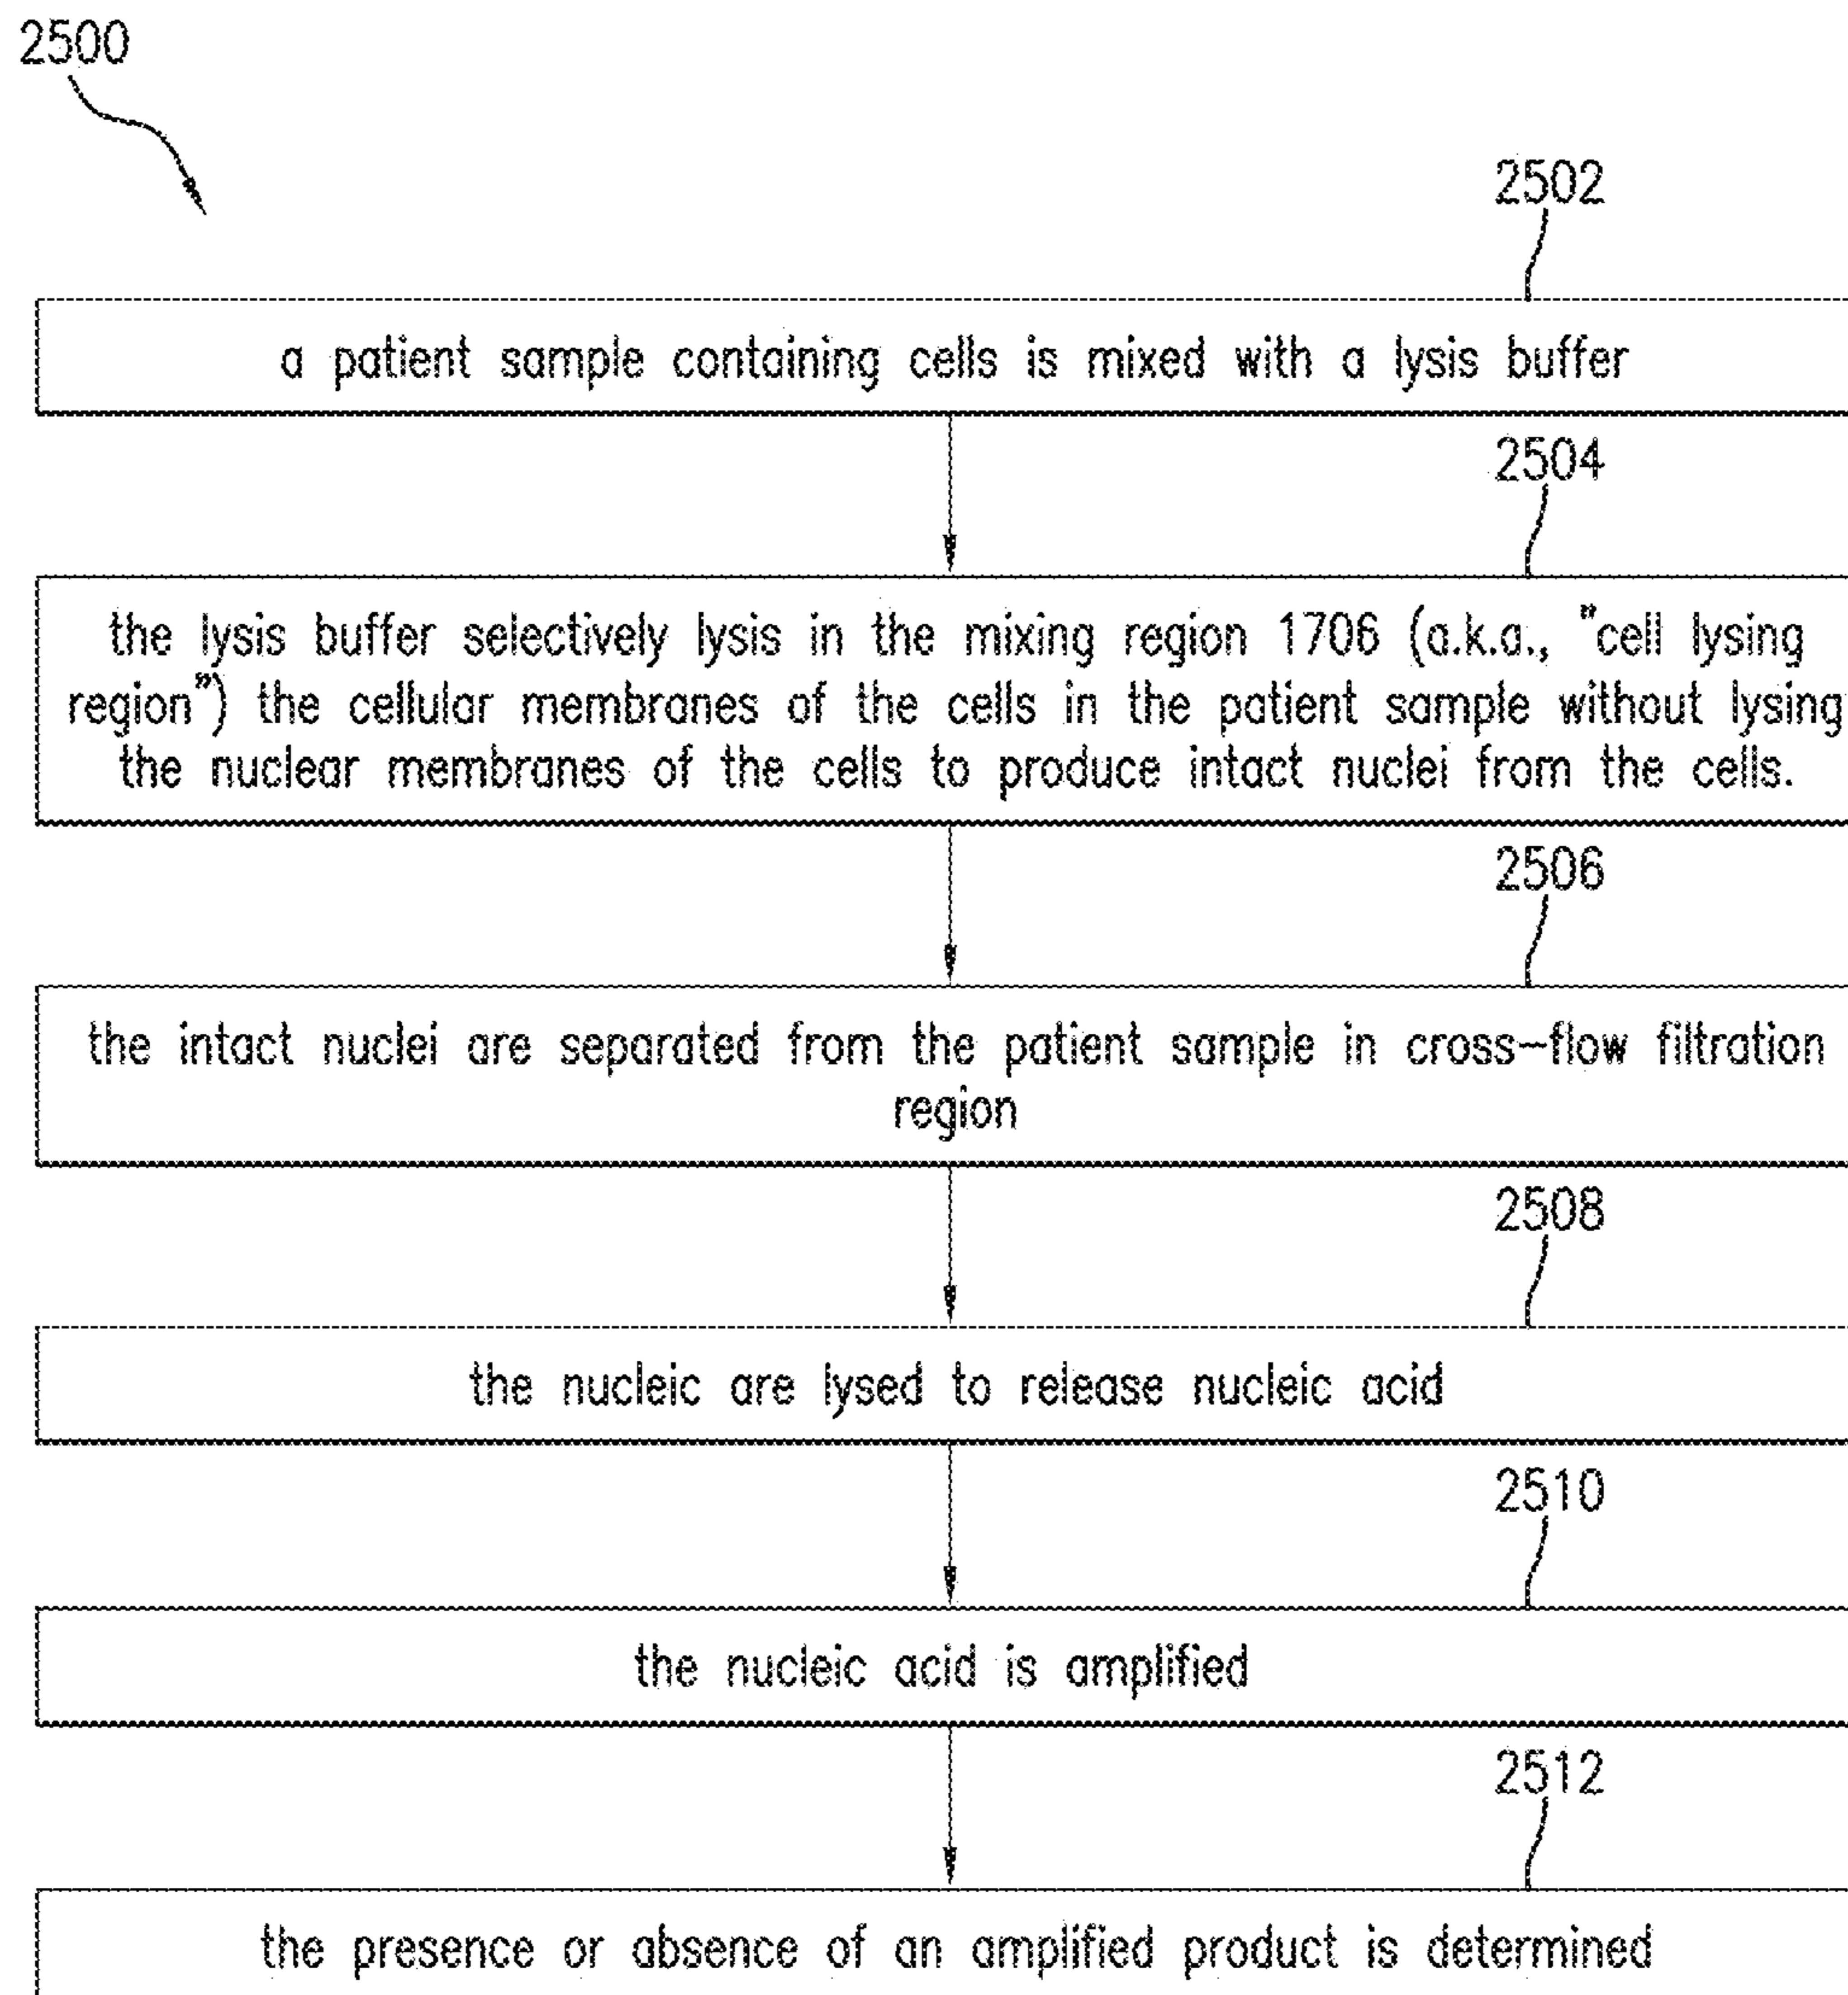 2500
2502
a patient sample containing cells is mixed with a lysis buffer
2504
the lysis buffer selectively lysis in the mixing region 1706 (a.k.a., "cell lysing
region") the cellular membranes of the cells in the patient sample without lysing
the nuclear membranes of the cells to produce intact nuclei from the cells.
2506
the intact nuclei are separated from the patient sample in cross-flow filtration
region
2508
the nucleic are lysed to release nucleic acid
2510
the nucleic acid is amplified
2512
the presence or absence of an amplified product is determined